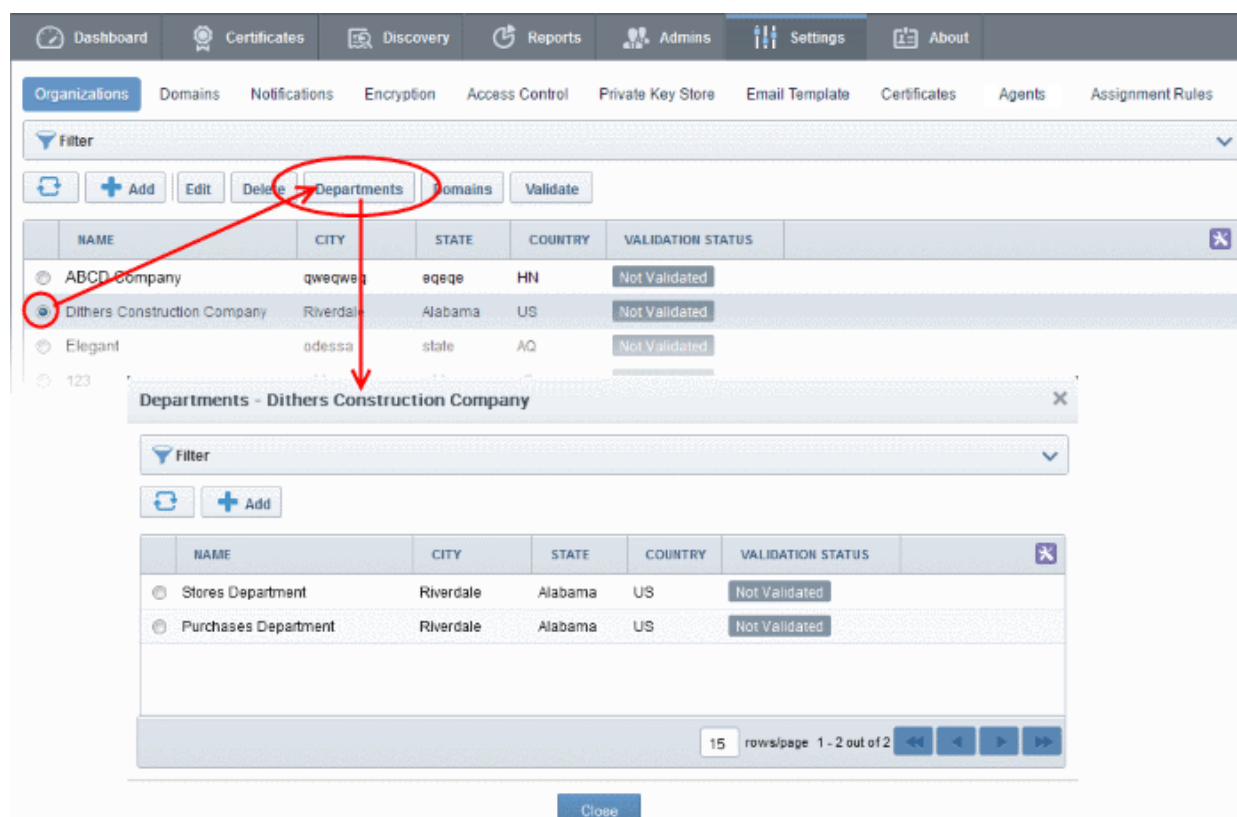 Dashboard Certificates Discovery Reports Admins Settings About
Organizations Domains Notifications Encryption Access Control Private Key Store Email Template Certificates Agents Assignment Rules
Filter
Add Edit Delete Departments Domains Validate
NAME CITY STATE COUNTRY VALIDATION STATUS
ABCD Company qweqweq eqeqe HN Not Validated
Dithers Construction Company Riverdale Alabama US Not Validated
Elegant odessa state AQ Not Validated
123
Departments - Dithers Construction Company
Filter
Add
NAME CITY STATE COUNTRY VALIDATION STATUS
Stores Department Riverdale Alabama US Not Validated
Purchases Department Riverdale Alabama US Not Validated
15 rows/page 1 - 2 out of 2
Close